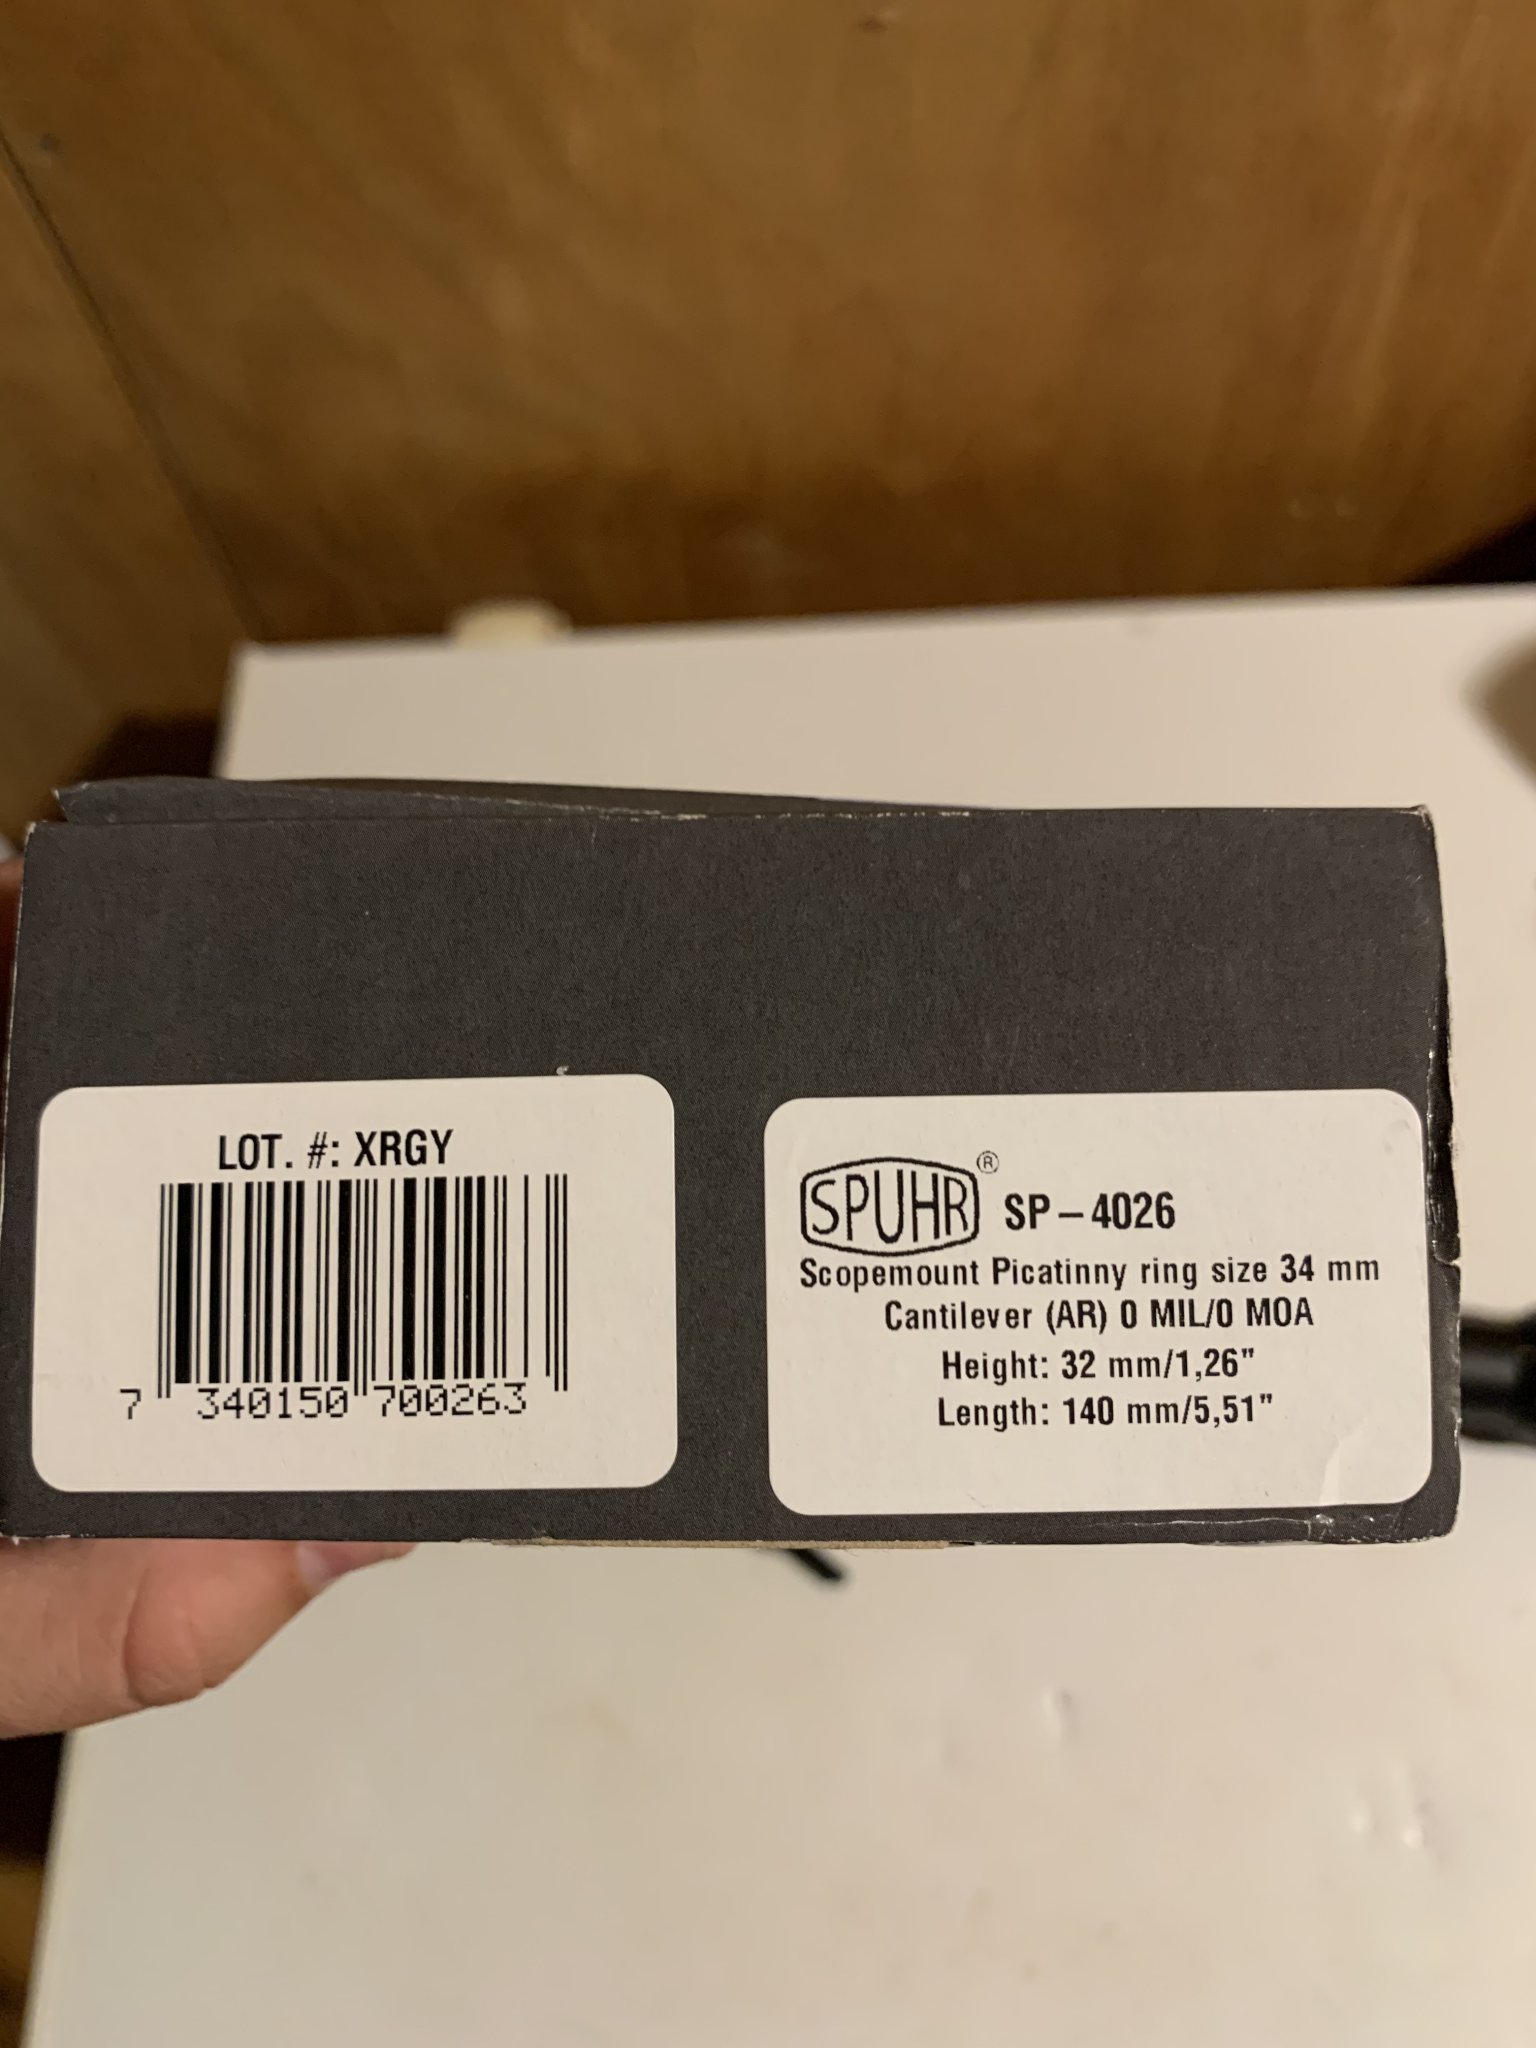 LOT. #: XRGY
7 340150 700263
SPUHR® SP–4026
Scopemount Picatinny ring size 34 mm
Cantilever (AR) 0 MIL/0 MOA
Height: 32 mm/1,26"
Length: 140 mm/5,51"